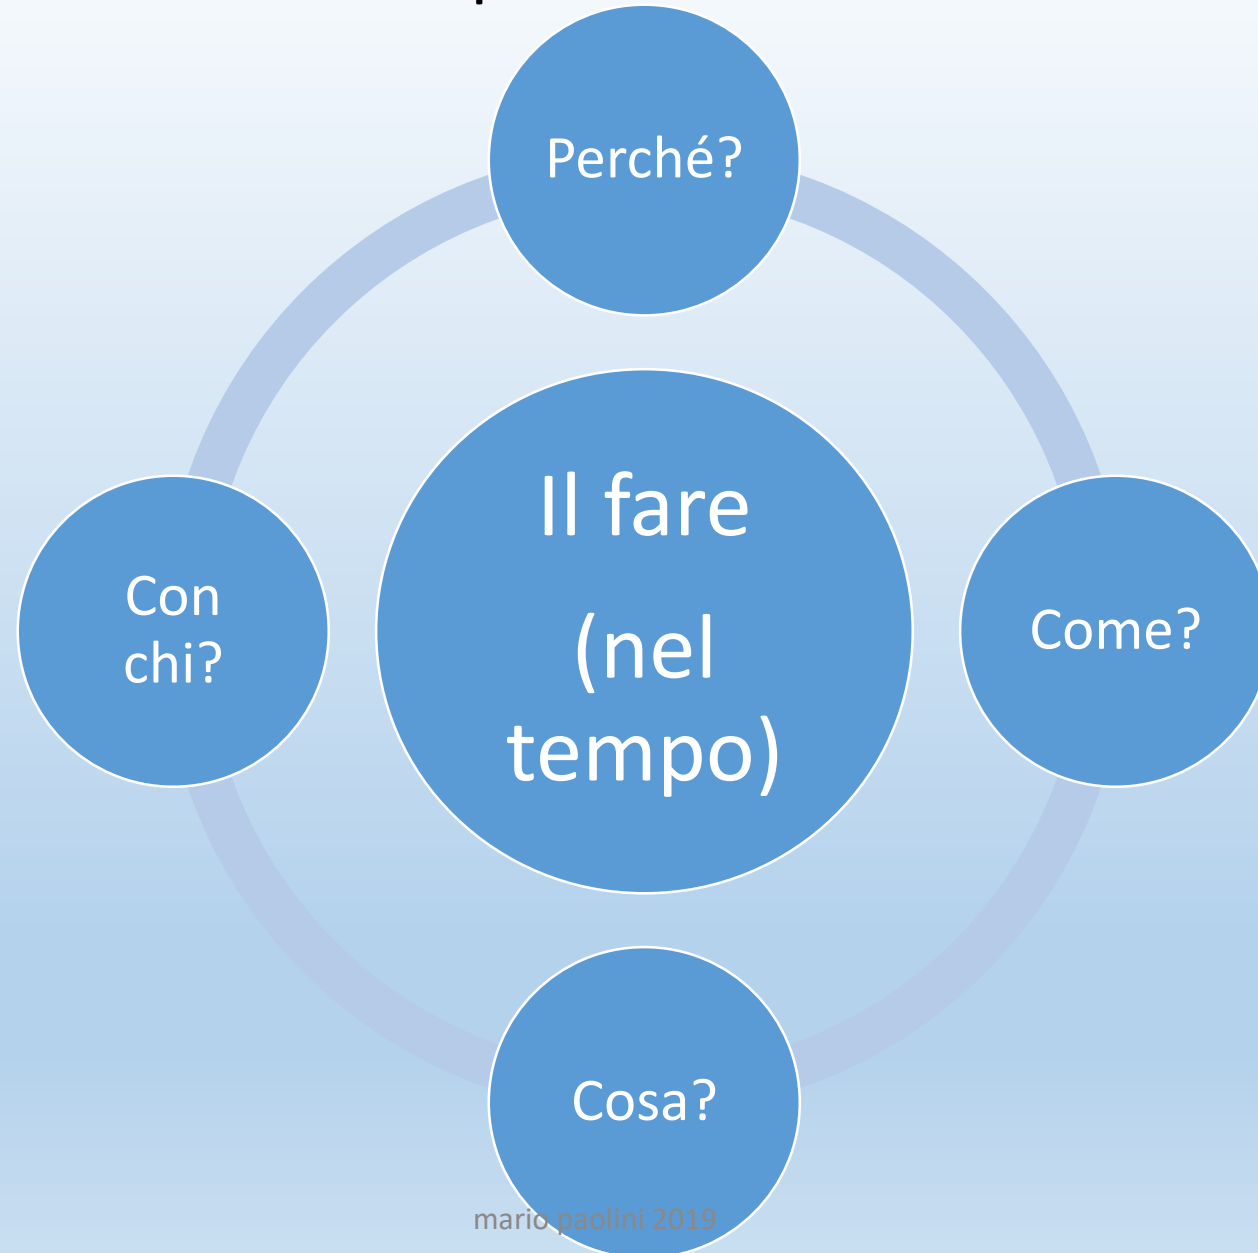 Perché?
Il fare
(nel
tempo)
Con
chi?
Come?
Cosa?
mario paolini 2019